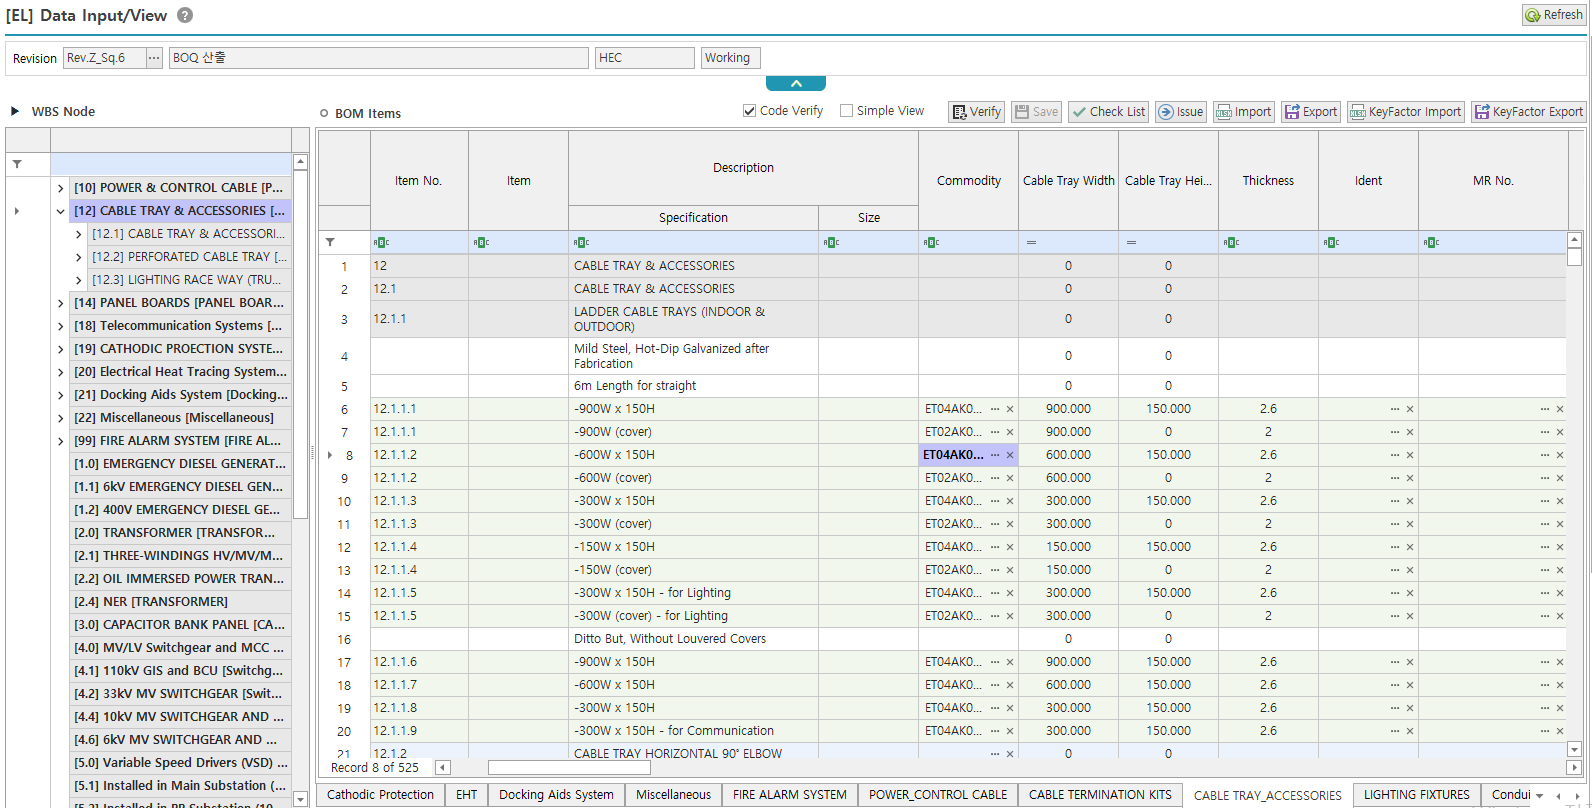 [EL] Data Input/View ?
Refresh
Revision Rev.Z_Sq.6 ... BOQ 산출 HEC Working
WBS Node
BOM Items
Code Verify Simple View Verify Save Check List Issue Import Export KeyFactor Import KeyFactor Export
[10] POWER & CONTROL CABLE [P...
[12] CABLE TRAY & ACCESSORIES [...
[12.1] CABLE TRAY & ACCESSORI...
[12.2] PERFORATED CABLE TRAY [...
[12.3] LIGHTING RACE WAY (TRU...
[14] PANEL BOARDS [PANEL BOAR...
[18] Telecommunication Systems [...
[19] CATHODIC PROECTION SYSTE...
[20] Electrical Heat Tracing System...
[21] Docking Aids System [Docking...
[22] Miscellaneous [Miscellaneous]
[99] FIRE ALARM SYSTEM [FIRE AL...
[1.0] EMERGENCY DIESEL GENERAT...
[1.1] 6kV EMERGENCY DIESEL GEN...
[1.2] 400V EMERGENCY DIESEL GE...
[2.0] TRANSFORMER [TRANSFOR...
[2.1] THREE-WINDINGS HV/MV/M...
[2.2] OIL IMMERSED POWER TRAN...
[2.4] NER [TRANSFORMER]
[3.0] CAPACITOR BANK PANEL [CA...
[4.0] MV/LV Switchgear and MCC ...
[4.1] 110kV GIS and BCU [Switchg...
[4.2] 33kV MV SWITCHGEAR [Swit...
[4.4] 10kV MV SWITCHGEAR AND ...
[4.6] 6kV MV SWITCHGEAR AND ...
[5.0] Variable Speed Drivers (VSD) ...
[5.1] Installed in Main Substation (...
Item No. Item Description Commodity Cable Tray Width Cable Tray Hei... Thickness Ident MR No.
Specification Size
1 12 CABLE TRAY & ACCESSORIES 0 0
2 12.1 CABLE TRAY & ACCESSORIES 0 0
3 12.1.1 LADDER CABLE TRAYS (INDOOR & OUTDOOR) 0 0
4 Mild Steel, Hot-Dip Galvanized after Fabrication 0 0
5 6m Length for straight 0 0
6 12.1.1.1 -900W x 150H ET04AK0... 900.000 150.000 2.6
7 12.1.1.1 -900W (cover) ET02AK0... 900.000 0 2
8 12.1.1.2 -600W x 150H ET04AK0... 600.000 150.000 2.6
9 12.1.1.2 -600W (cover) ET02AK0... 600.000 0 2
10 12.1.1.3 -300W x 150H ET04AK0... 300.000 150.000 2.6
11 12.1.1.3 -300W (cover) ET02AK0... 300.000 0 2
12 12.1.1.4 -150W x 150H ET04AK0... 150.000 150.000 2.6
13 12.1.1.4 -150W (cover) ET02AK0... 150.000 0 2
14 12.1.1.5 -300W x 150H - for Lighting ET04AK0... 300.000 150.000 2.6
15 12.1.1.5 -300W (cover) - for Lighting ET02AK0... 300.000 0 2
16 Ditto But, Without Louvered Covers 0 0
17 12.1.1.6 -900W x 150H ET04AK0... 900.000 150.000 2.6
18 12.1.1.7 -600W x 150H ET04AK0... 600.000 150.000 2.6
19 12.1.1.8 -300W x 150H ET04AK0... 300.000 150.000 2.6
20 12.1.1.9 -300W x 150H - for Communication ET04AK0... 300.000 150.000 2.6
21 12.1.2 CABLE TRAY HORIZONTAL 90° ELBOW 0 0
Record 8 of 525
Cathodic Protection EHT Docking Aids System Miscellaneous FIRE ALARM SYSTEM POWER_CONTROL CABLE CABLE TERMINATION KITS CABLE TRAY_ACCESSORIES LIGHTING FIXTURES Condui